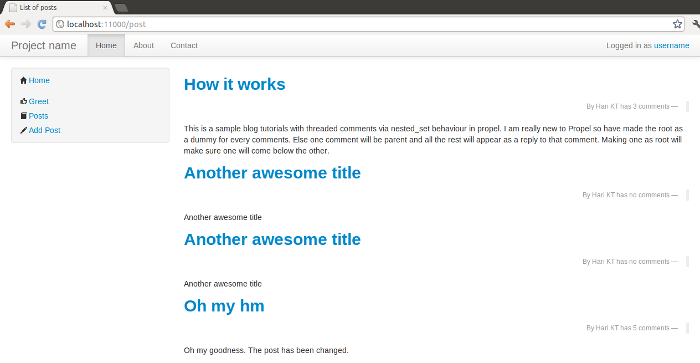 List of posts
localhost:11000/post
Project name Home About Contact Logged in as username
Home
Greet
Posts
Add Post
How it works
By Hari KT has 3 comments —
This is a sample blog tutorials with threaded comments via nested_set behaviour in propel. I am really new to Propel so have made the root as
a dummy for every comments. Else one comment will be parent and all the rest will appear as a reply to that comment. Making one as root will
make sure one will come below the other.
Another awesome title
By Hari KT has no comments —
Another awesome title
Another awesome title
By Hari KT has no comments —
Another awesome title
Oh my hm
By Hari KT has 5 comments —
Oh my goodness. The post has been changed.